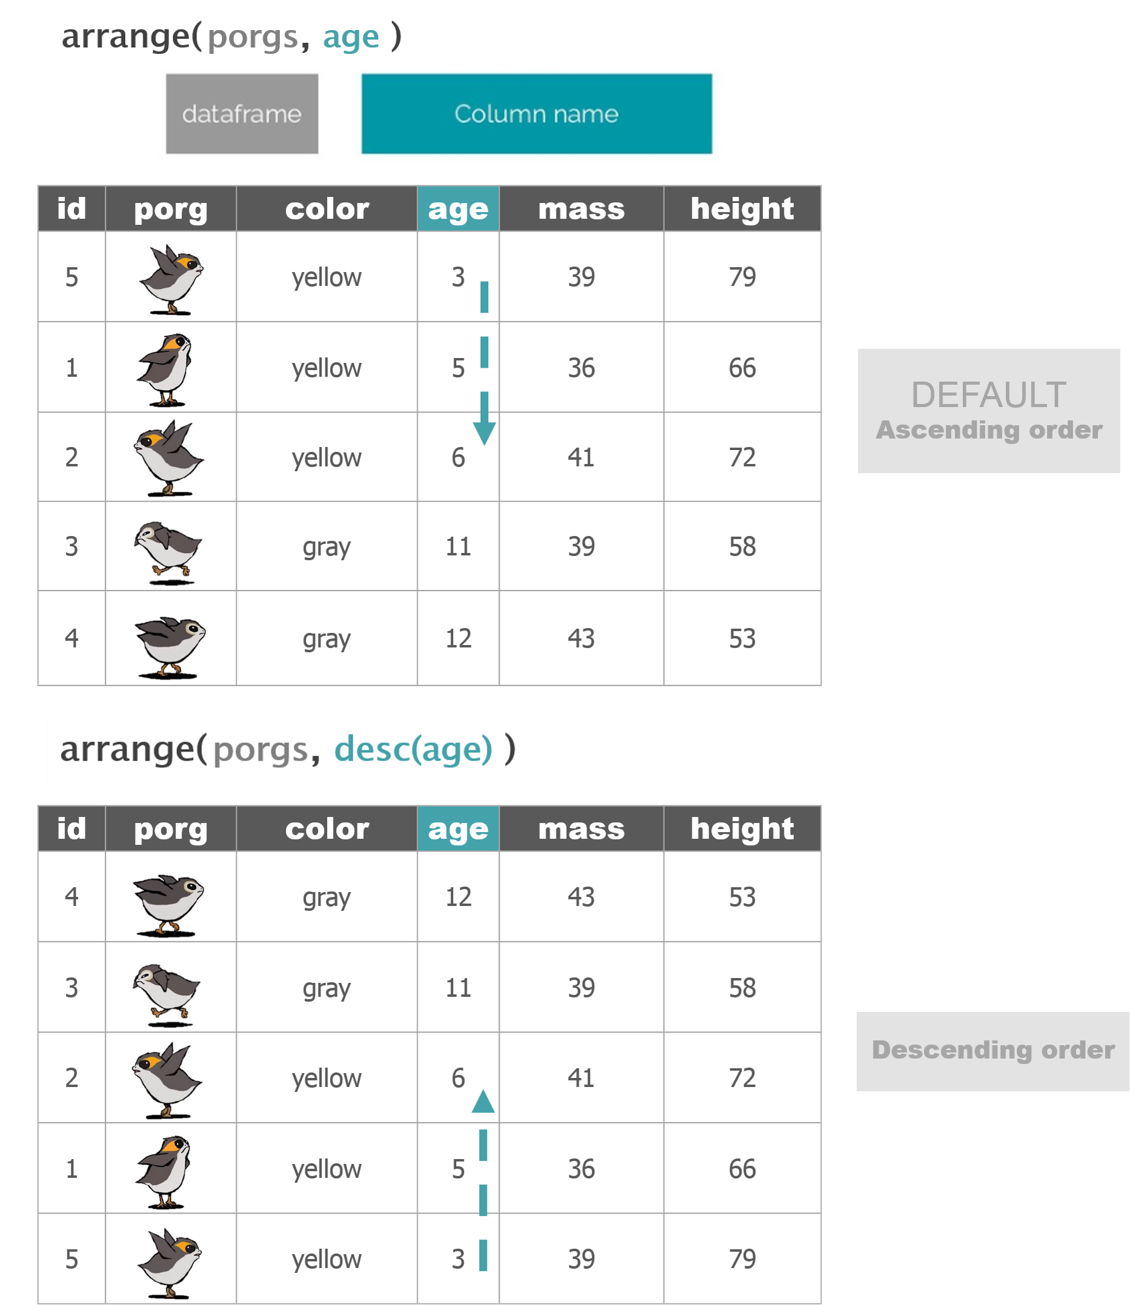 arrange(porgs, age )
dataframe Column name
id porg color age mass height
5 yellow 3 39 79
1 yellow 5 36 66
2 yellow 6 41 72
3 gray 11 39 58
4 gray 12 43 53
DEFAULT
Ascending order
arrange(porgs, desc(age) )
id porg color age mass height
4 gray 12 43 53
3 gray 11 39 58
2 yellow 6 41 72
1 yellow 5 36 66
5 yellow 3 39 79
Descending order